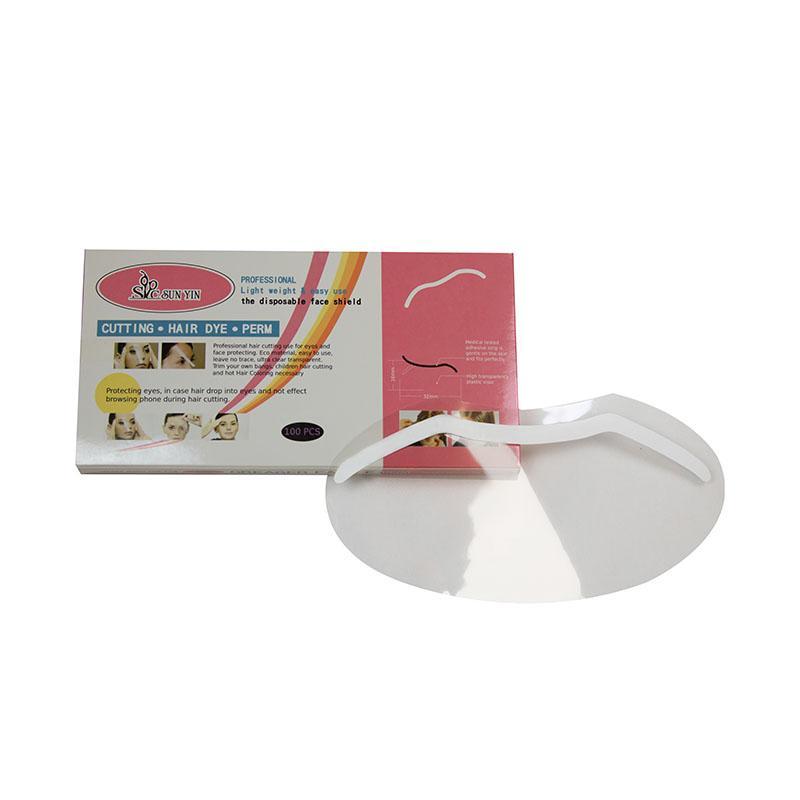 SYC SUN YIN
PROFESSIONAL
Light weight & easy use
the disposable face shield
CUTTING • HAIR DYE • PERM
Professional hair cutting use for eyes and
face protecting. Eco material, easy to use,
leave no trace, ultra clear transparent.
Trim your own bangs, children hair cutting
and hot Hair Coloring necessary
Protecting eyes, in case hair drop into eyes and not effect
browsing phone during hair cutting.
100 PCS
Medical tested
adhesive strip is
gentle on the skin
and fits perfectly
High transparency
plastic visor
32mm